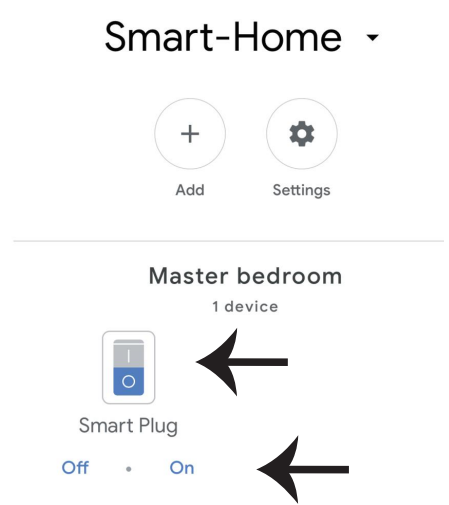 Smart-Home
Add
Settings
Master bedroom
1 device
Smart Plug
Off • On